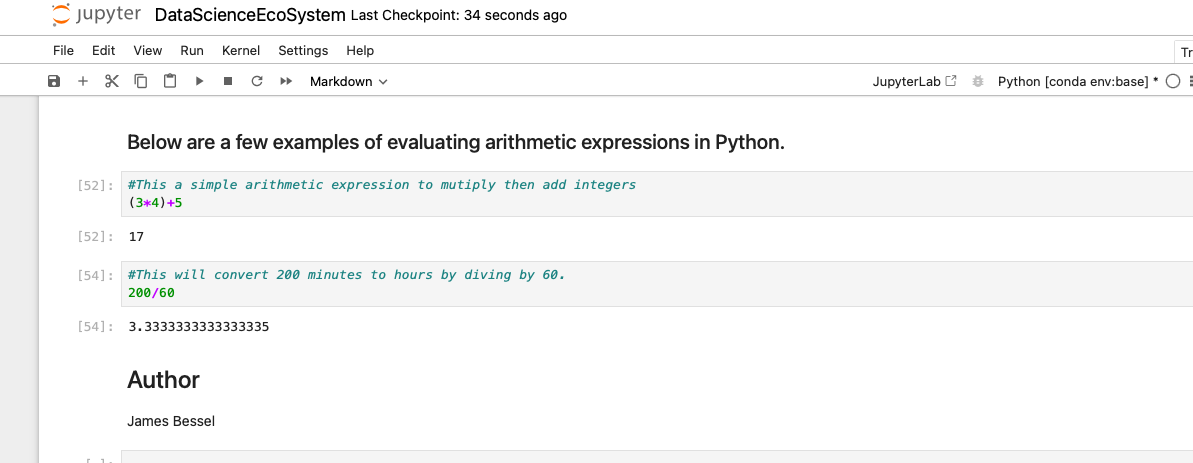 jupyter DataScienceEcoSystem Last Checkpoint: 34 seconds ago
File Edit View Run Kernel Settings Help
Tr
Markdown JupyterLab Python [conda env:base] *
Below are a few examples of evaluating arithmetic expressions in Python.
[52]: #This a simple arithmetic expression to mutiply then add integers
(3*4)+5
[52]: 17
[54]: #This will convert 200 minutes to hours by diving by 60.
200/60
[54]: 3.3333333333333335
Author
James Bessel